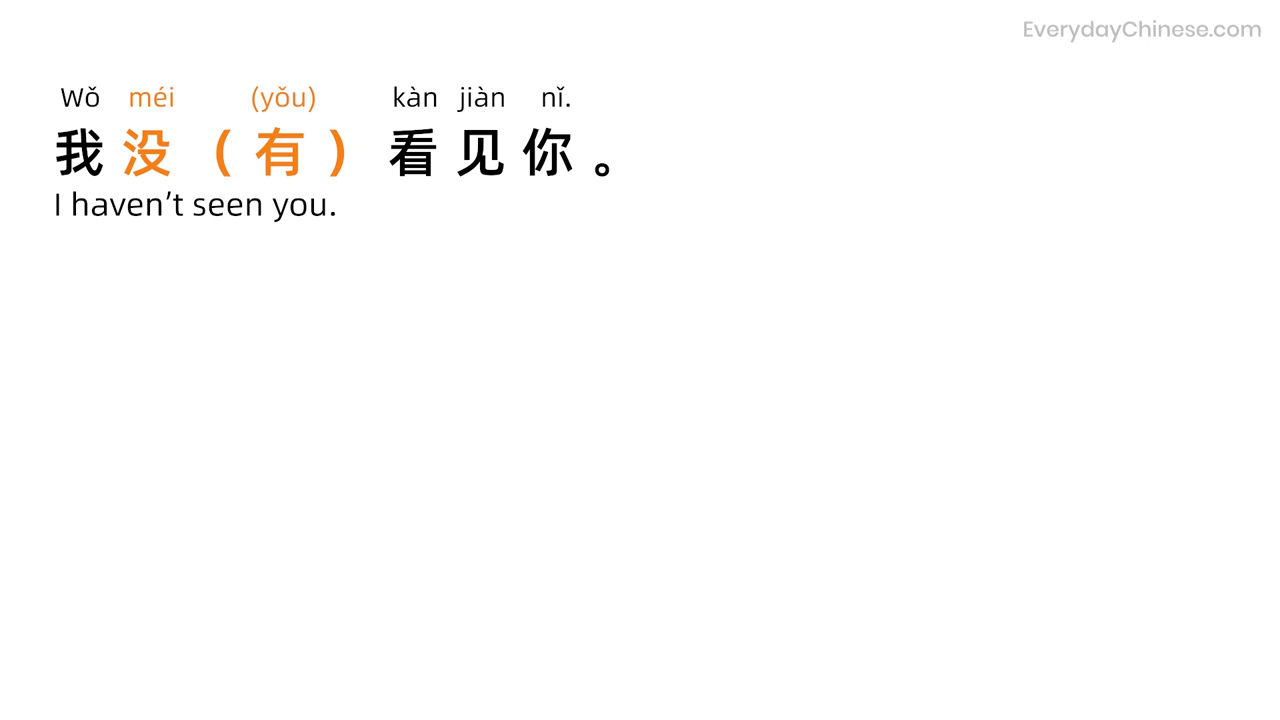 EverydayChinese.com
Wǒ méi (yǒu) kàn jiàn nǐ.
我没（有）看见你。
I haven’t seen you.